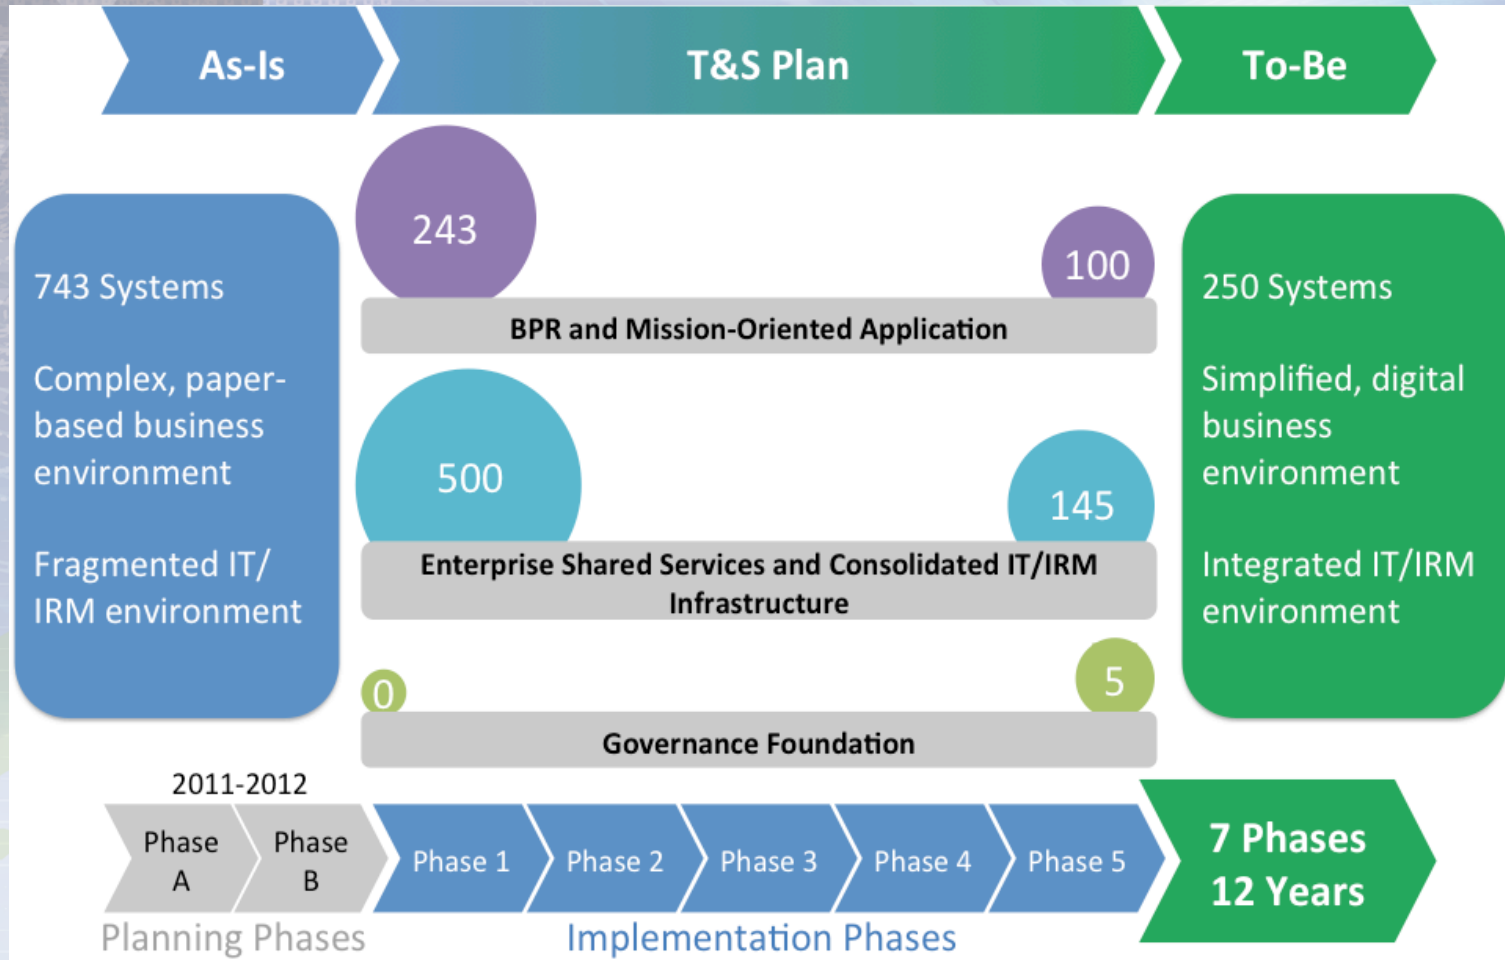 As-Is
T&S Plan
To-Be
743 Systems
Complex, paper-
based business
environment
Fragmented IT/
IRM environment
243
100
BPR and Mission-Oriented Application
500
145
Enterprise Shared Services and Consolidated IT/IRM
Infrastructure
0
5
Governance Foundation
250 Systems
Simplified, digital
business
environment
Integrated IT/IRM
environment
2011-2012
Phase
A
Phase
B
Phase 1
Phase 2
Phase 3
Phase 4
Phase 5
7 Phases
12 Years
Planning Phases
Implementation Phases